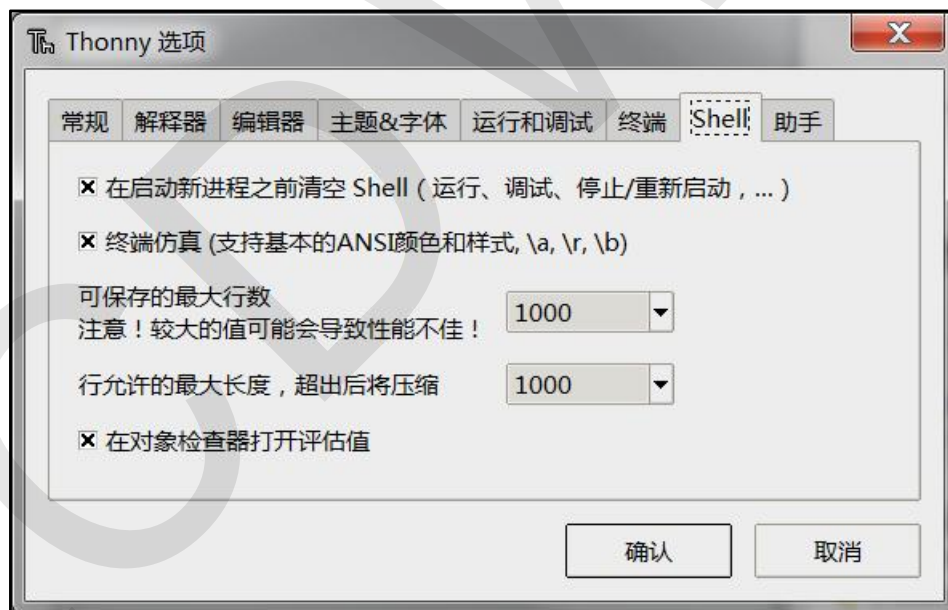 Thonny 选项
常规 解释器 编辑器 主题&字体 运行和调试 终端 Shell 助手
在启动新进程之前清空 Shell ( 运行、调试、停止/重新启动 , ... )
终端仿真 (支持基本的ANSI颜色和样式, \a, \r, \b)
可保存的最大行数
注意！较大的值可能会导致性能不佳！
1000
行允许的最大长度 , 超出后将压缩 1000
在对象检查器打开评估值
确认 取消